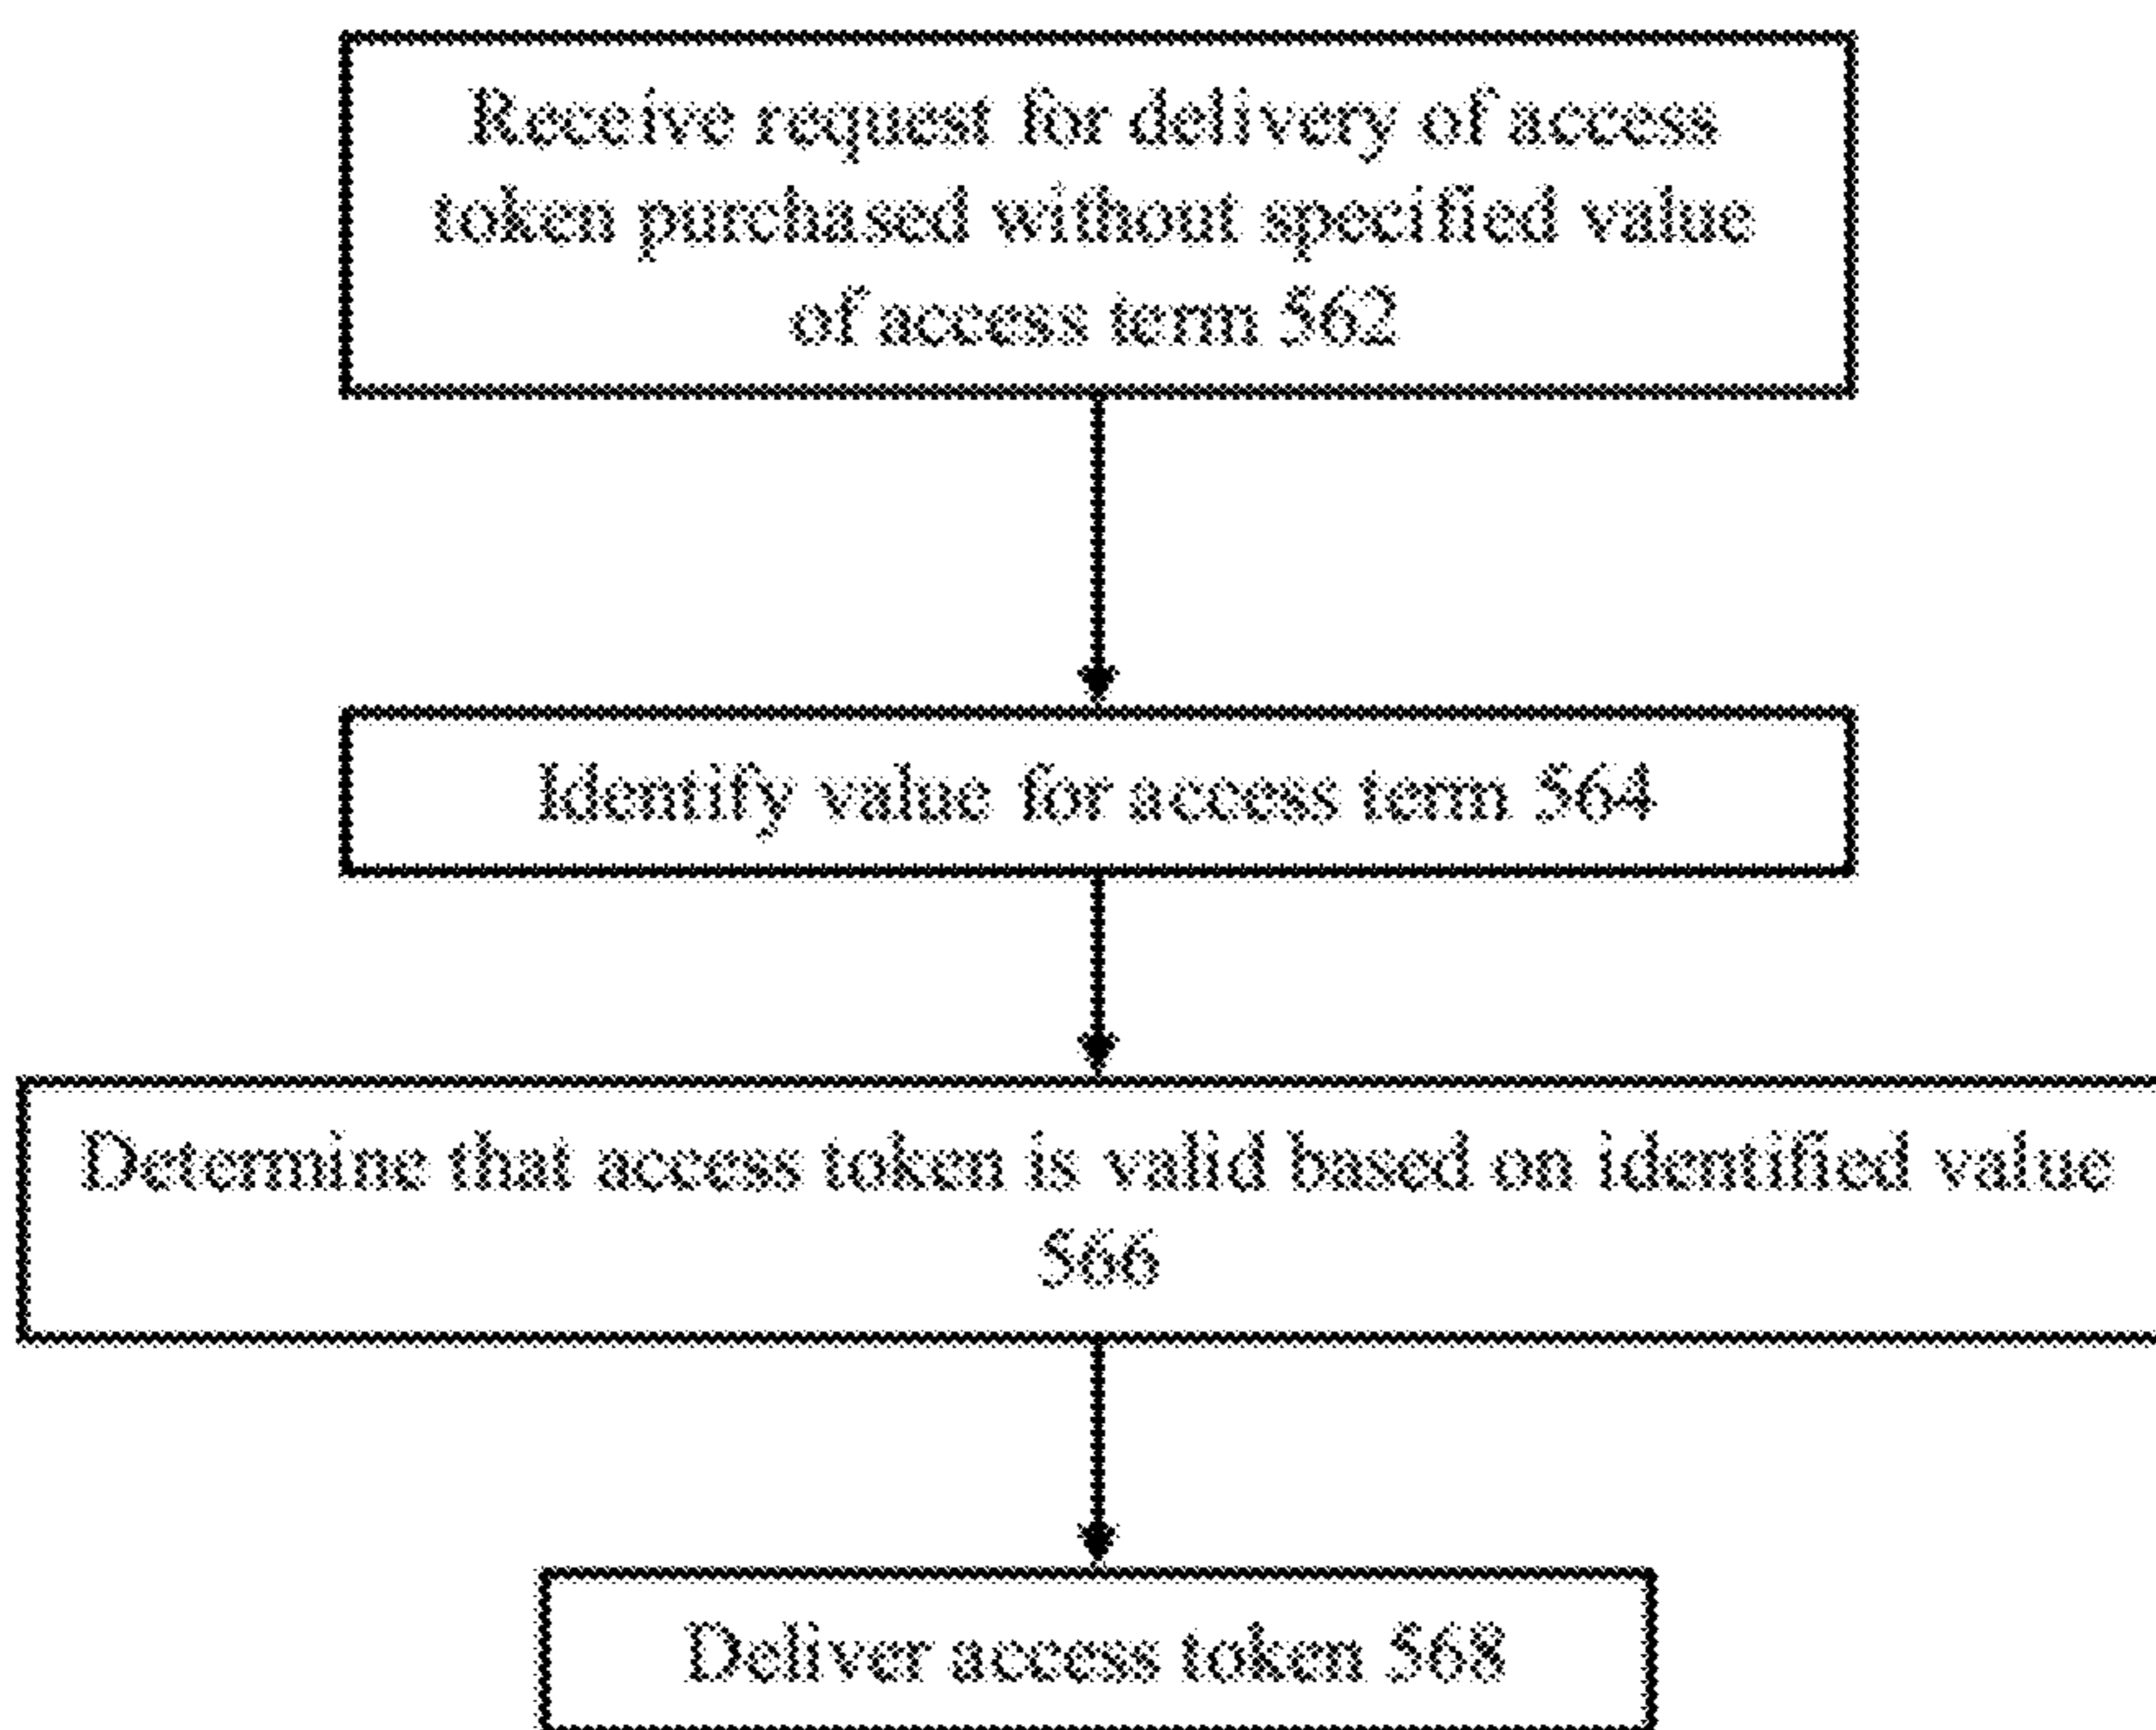 Receive request for delivery of access
token purchased without specified value
of access term 562
Identify value for access term 564
Determine that access token is valid based on identified value
566
Deliver access token 568